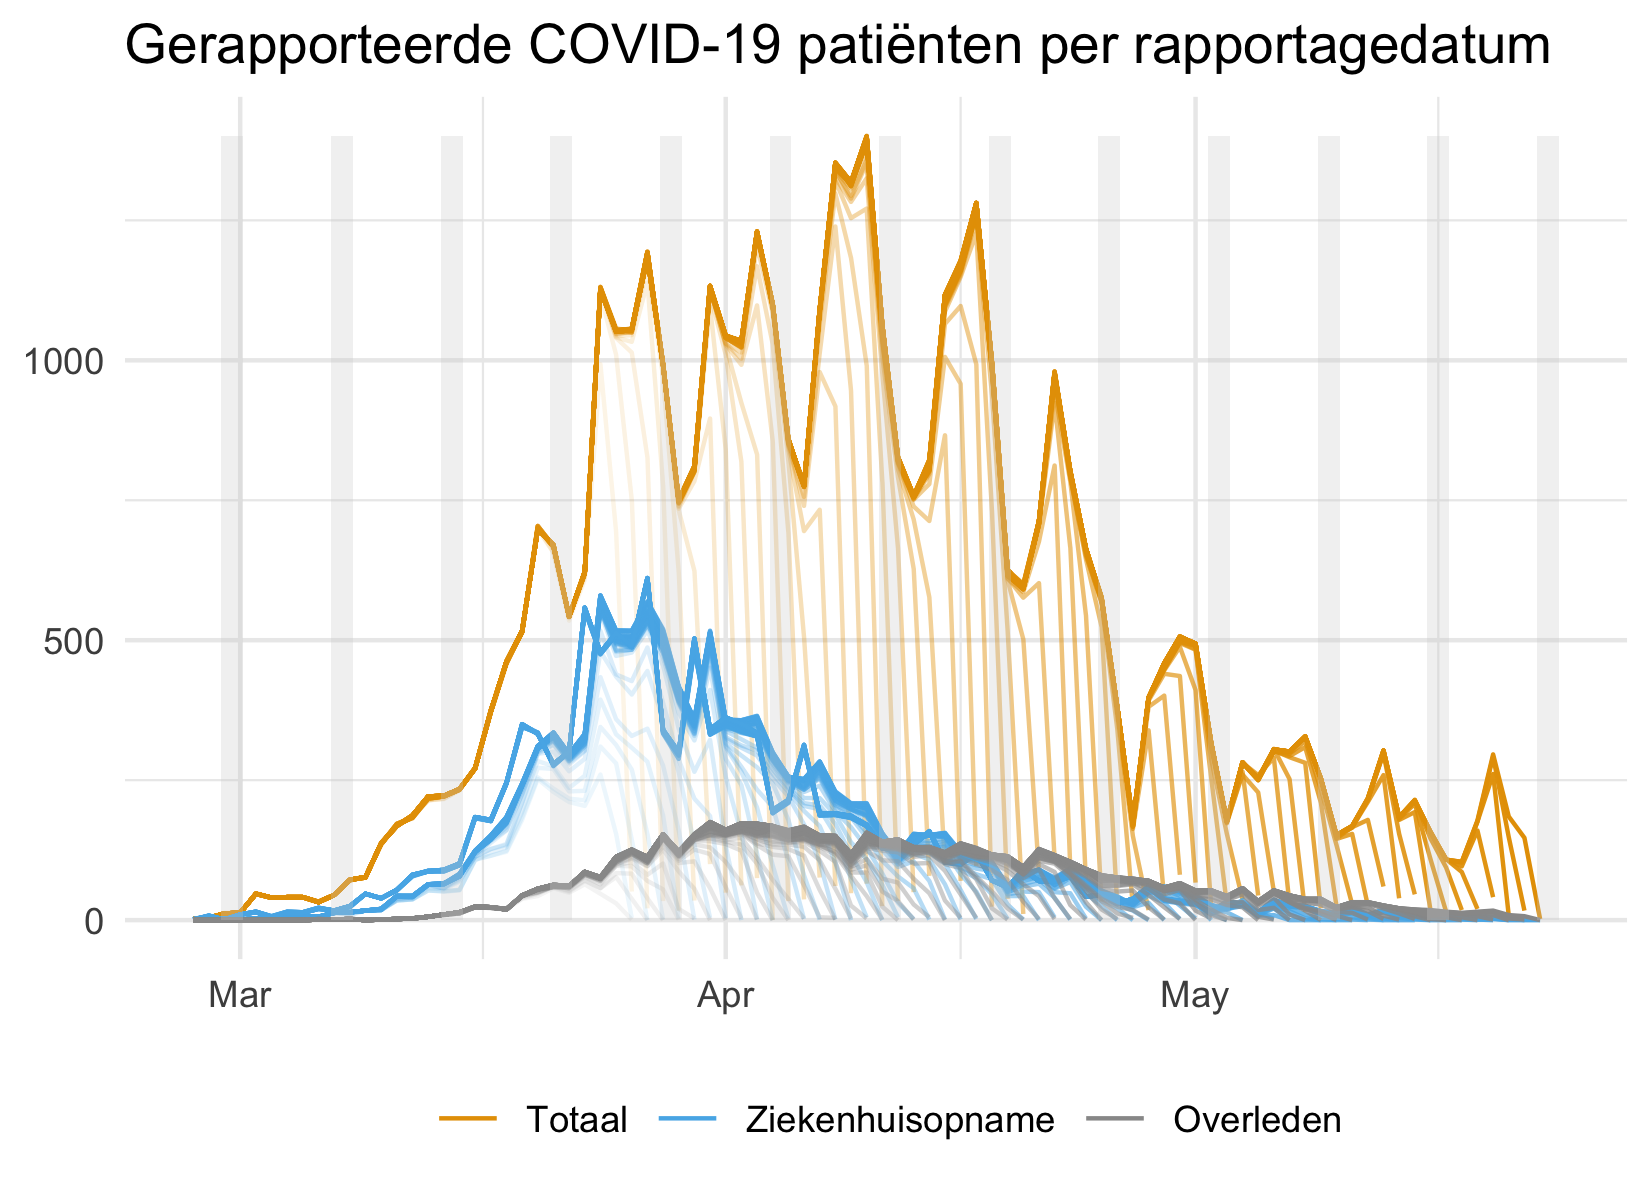 Gerapporteerde COVID-19 patiënten per rapportagedatum
1000
500
0
Mar Apr May
Totaal Ziekenhuisopname Overleden